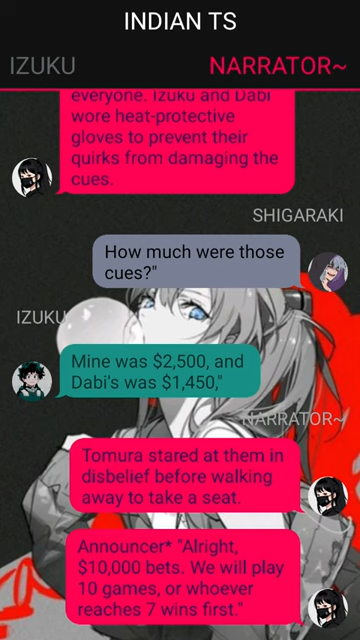 INDIAN TS
IZUKU
NARRATOR~
everyone. Izuku and Dabi
wore heat-protective
gloves to prevent their
quirks from damaging the
cues.
SHIGARAKI
How much were those
cues?"
IZUKU
Mine was $2,500, and
Dabi's was $1,450,"
NARRATOR~
Tomura stared at them in
disbelief before walking
away to take a seat.
Announcer* "Alright,
$10,000 bets. We will play
10 games, or whoever
reaches 7 wins first."